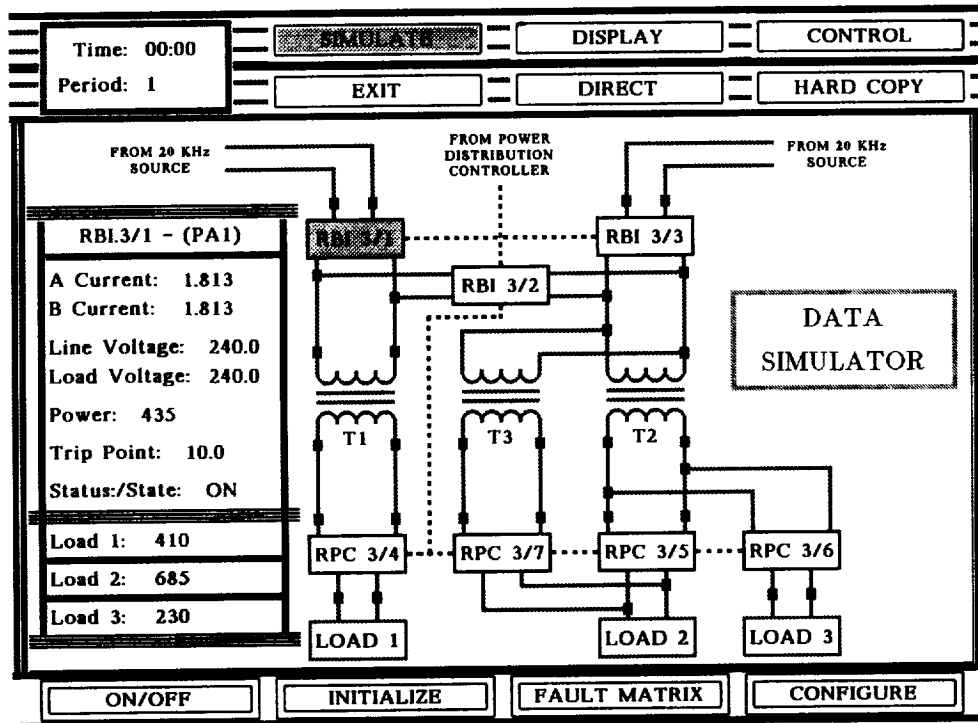 Time: 00:00
Period: 1
SIMULATE
DISPLAY
CONTROL
EXIT
DIRECT
HARD COPY
FROM 20 KHz
SOURCE
FROM POWER
DISTRIBUTION
CONTROLLER
FROM 20 KHz
SOURCE
RBI.3/1 - (PA1)
A Current: 1.813
B Current: 1.813
Line Voltage: 240.0
Load Voltage: 240.0
Power: 435
Trip Point: 10.0
Status:/State: ON
Load 1: 410
Load 2: 685
Load 3: 230
RBI 3/1
RBI 3/3
RBI 3/2
DATA
SIMULATOR
T1
T3
T2
RPC 3/4
RPC 3/7
RPC 3/5
RPC 3/6
LOAD 1
LOAD 2
LOAD 3
ON/OFF
INITIALIZE
FAULT MATRIX
CONFIGURE